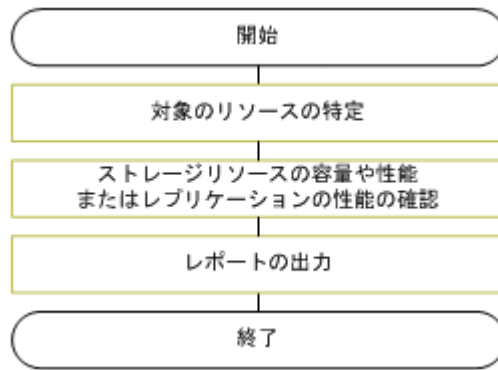 開始
対象のリソースの特定
ストレージリソースの容量や性能
またはレプリケーションの性能の確認
レポートの出力
終了